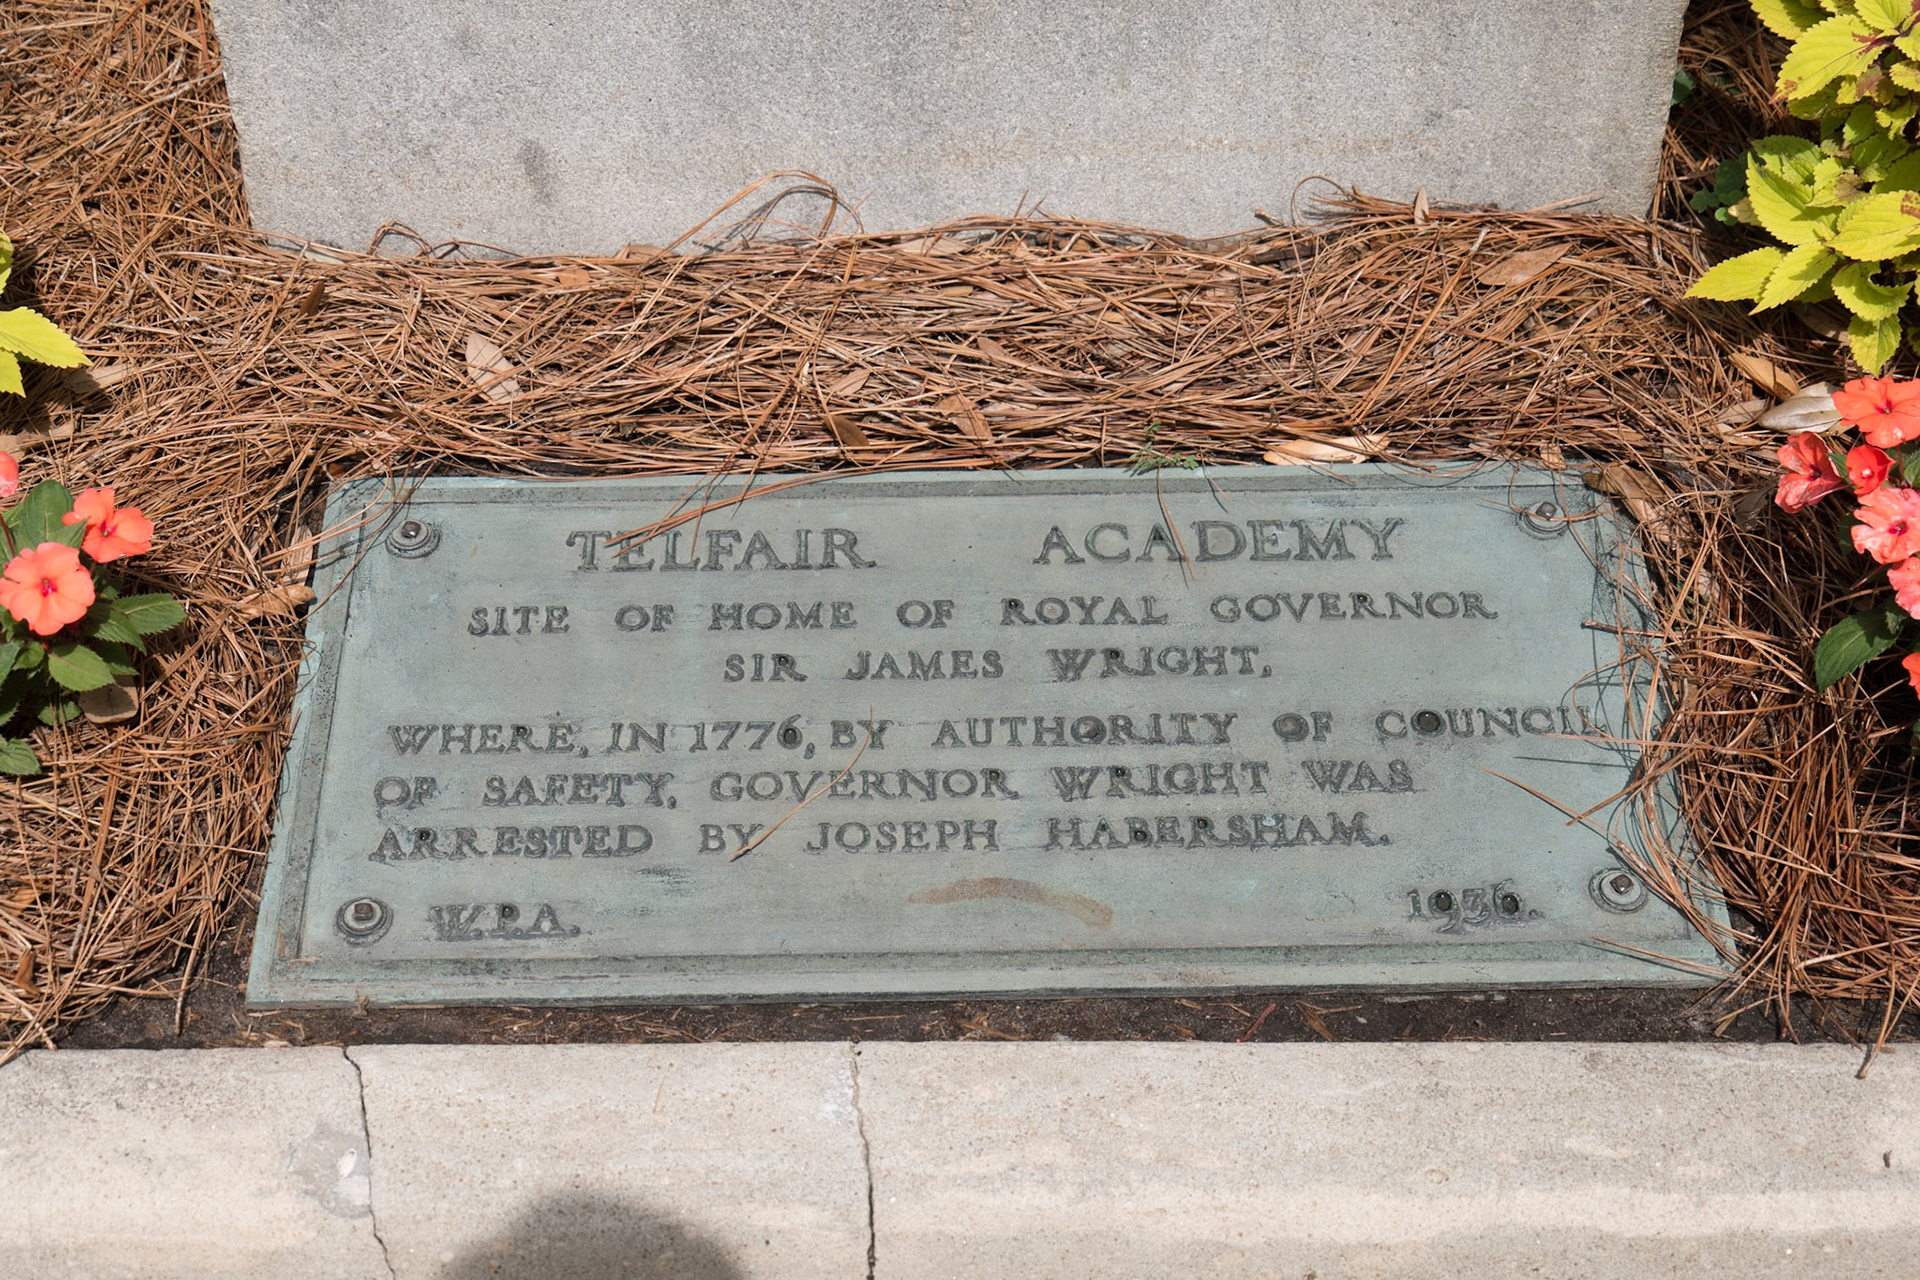 TELFAIR ACADEMY
SITE OF HOME OF ROYAL GOVERNOR
SIR JAMES WRIGHT,
WHERE, IN 1776, BY AUTHORITY OF COUNCIL
OF SAFETY, GOVERNOR WRIGHT WAS
ARRESTED BY JOSEPH HABERSHAM.
W.P.A. 1936.